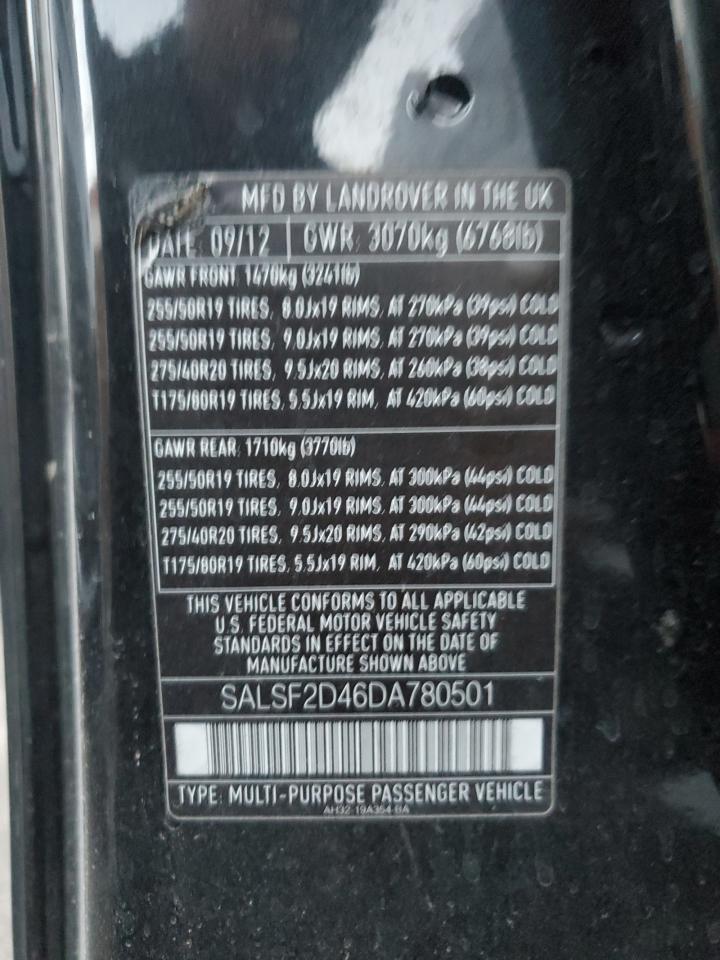 MFD BY LANDROVER IN THE UK
DATE 09/12 GWR: 3070kg (6768lb)
GAWR FRONT: 1470kg (3241lb)
255/50R19 TIRES, 8.0Jx19 RIMS, AT 270kPa (39psi) COLD
255/50R19 TIRES, 9.0Jx19 RIMS, AT 270kPa (39psi) COLD
275/40R20 TIRES, 9.5Jx20 RIMS, AT 260kPa (38psi) COLD
T175/80R19 TIRES, 5.5Jx19 RIM, AT 420kPa (60psi) COLD
GAWR REAR: 1710kg (3770lb)
255/50R19 TIRES, 8.0Jx19 RIMS, AT 300kPa (44psi) COLD
255/50R19 TIRES, 9.0Jx19 RIMS, AT 300kPa (44psi) COLD
275/40R20 TIRES, 9.5Jx20 RIMS, AT 290kPa (42psi) COLD
T175/80R19 TIRES, 5.5Jx19 RIM, AT 420kPa (60psi) COLD
THIS VEHICLE CONFORMS TO ALL APPLICABLE
U.S. FEDERAL MOTOR VEHICLE SAFETY
STANDARDS IN EFFECT ON THE DATE OF
MANUFACTURE SHOWN ABOVE
SALSF2D46DA780501
TYPE: MULTI-PURPOSE PASSENGER VEHICLE
AH32-19A354-BA